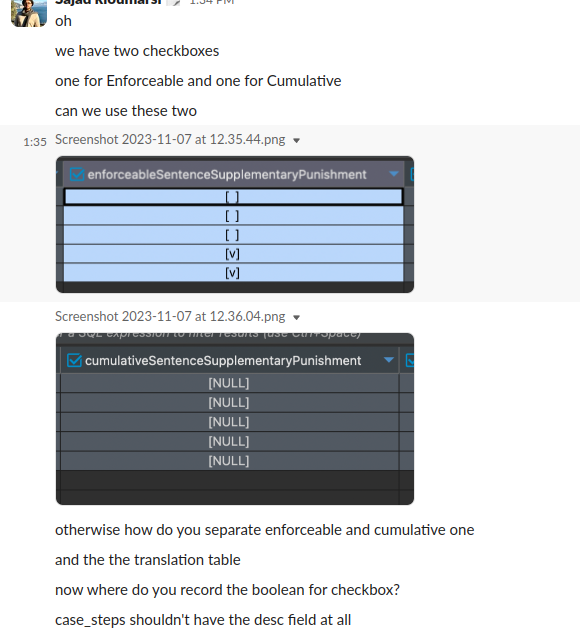 Sajad Kioumarsi 1:34 PM
oh
we have two checkboxes
one for Enforceable and one for Cumulative
can we use these two
1:35 Screenshot 2023-11-07 at 12.35.44.png
enforceableSentenceSupplementaryPunishment
[ ]
[ ]
[ ]
[v]
[v]
Screenshot 2023-11-07 at 12.36.04.png
r a SQL expression to filter results (use Ctrl+Space)
cumulativeSentenceSupplementaryPunishment
[NULL]
[NULL]
[NULL]
[NULL]
[NULL]
otherwise how do you separate enforceable and cumulative one
and the the translation table
now where do you record the boolean for checkbox?
case_steps shouldn't have the desc field at all